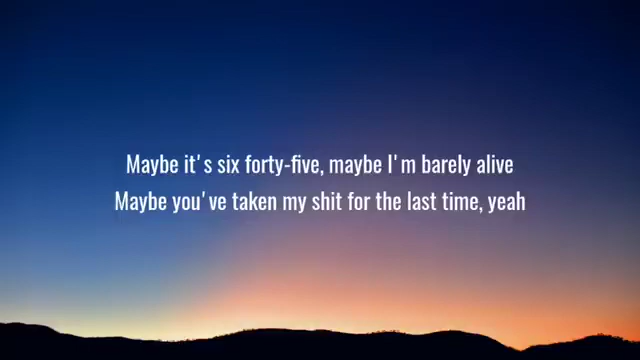 Maybe it's six forty-five, maybe I'm barely alive
Maybe you've taken my shit for the last time, yeah